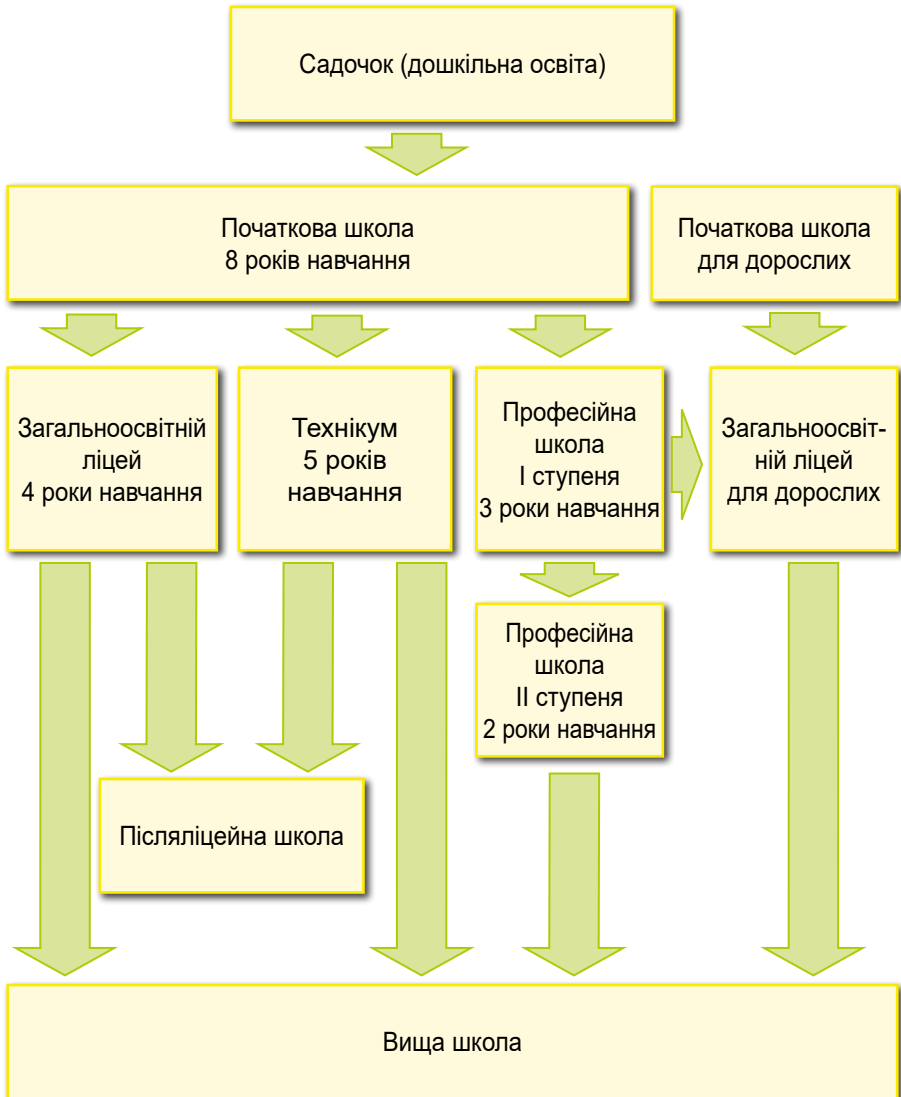 Садочок (дошкільна освіта)
Початкова школа
8 років навчання
Початкова школа
для дорослих
Загальноосвітній
ліцей
4 роки навчання
Технікум
5 років
навчання
Професійна
школа
I ступеня
3 роки навчання
Загальноосвіт-
ній ліцей
для дорослих
Професійна
школа
II ступеня
2 роки навчання
Післяліцейна школа
Вища школа